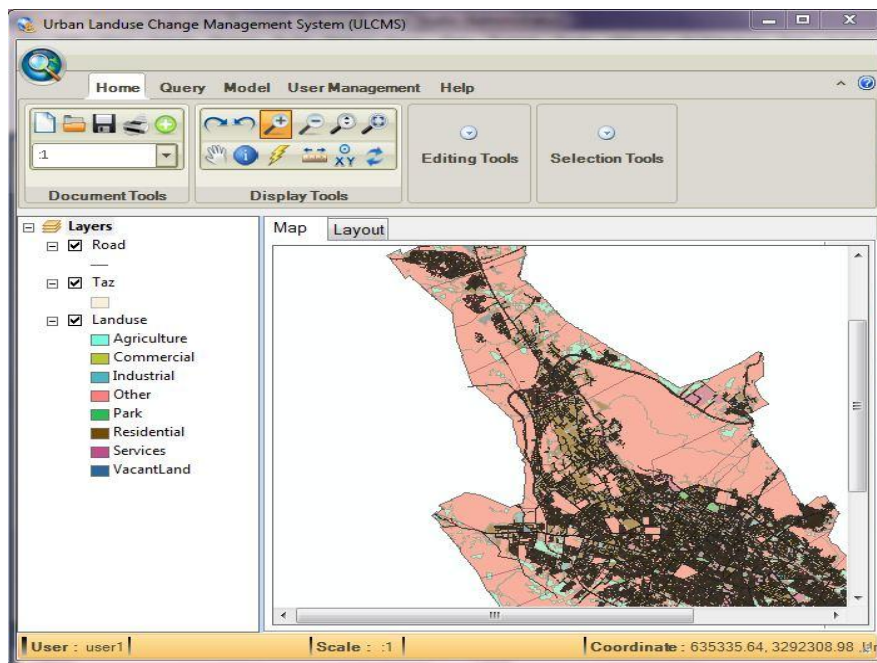 Urban Landuse Change Management System (ULCMS)
Home Query Model User Management Help
:1
Editing Tools
Selection Tools
Document Tools
Display Tools
XY
Layers
Road
Taz
Landuse
Agriculture
Commercial
Industrial
Other
Park
Residential
Services
VacantLand
Map Layout
User : user1
Scale : :1
Coordinate : 635335.64, 3292308.98